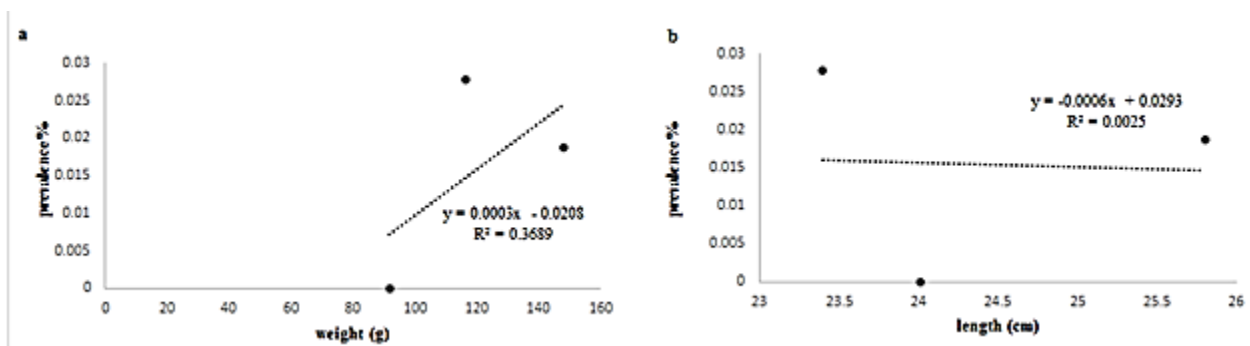 a
0.03
0.025
0.02
0.015
0.01
0.005
0
prevalence%
y = 0.0003x - 0.0208
R² = 0.3689
0 20 40 60 80 100 120 140 160
weight (g)
b
0.03
0.025
0.02
0.015
0.01
0.005
0
prevalence%
y = -0.0006x + 0.0293
R² = 0.0025
23 23.5 24 24.5 25 25.5 26
length (cm)